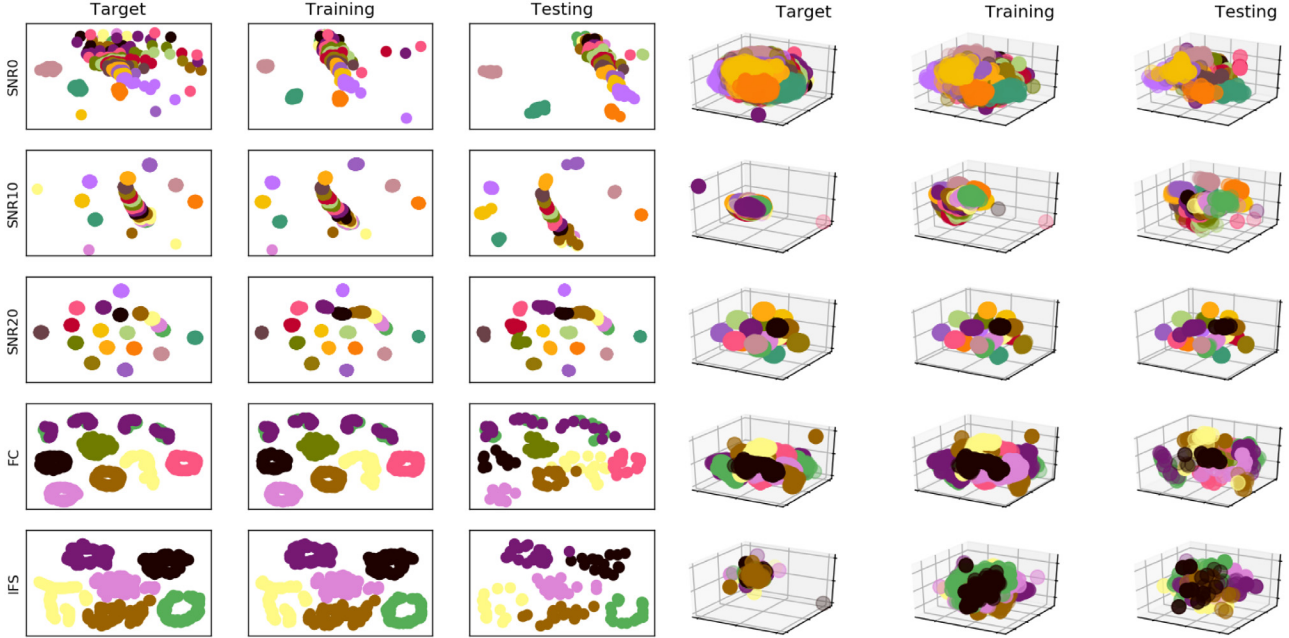 Target Training Testing Target Training Testing
SNR0
SNR10
SNR20
FC
IFS